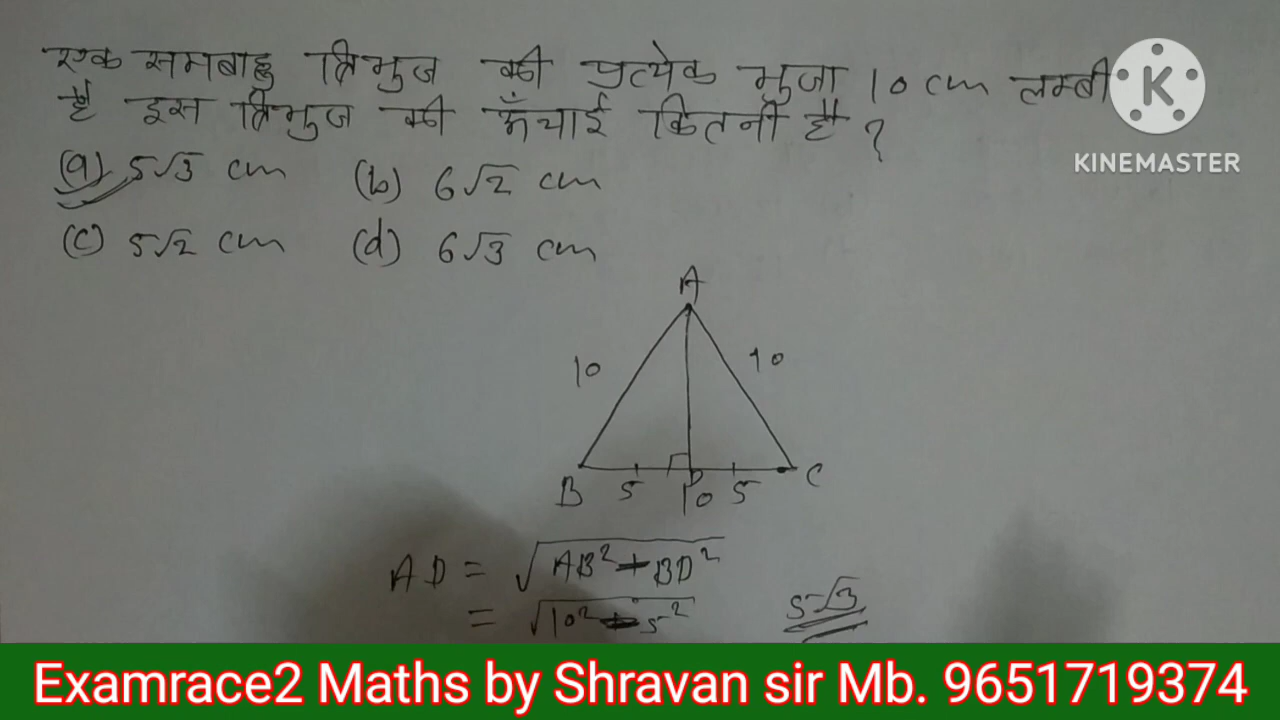 एक समबाहु त्रिभुज की प्रत्येक भुजा 10 cm लम्बी
है इस त्रिभुज की ऊँचाई कितनी है ?
(a) 5√3 cm (b) 6√2 cm
(c) 5√2 cm (d) 6√3 cm
KINEMASTER
A
10 10
B 5 D 5 C
10
AD = √AB² - BD²
= √10² - 5² 5√3
Examrace2 Maths by Shravan sir Mb. 9651719374